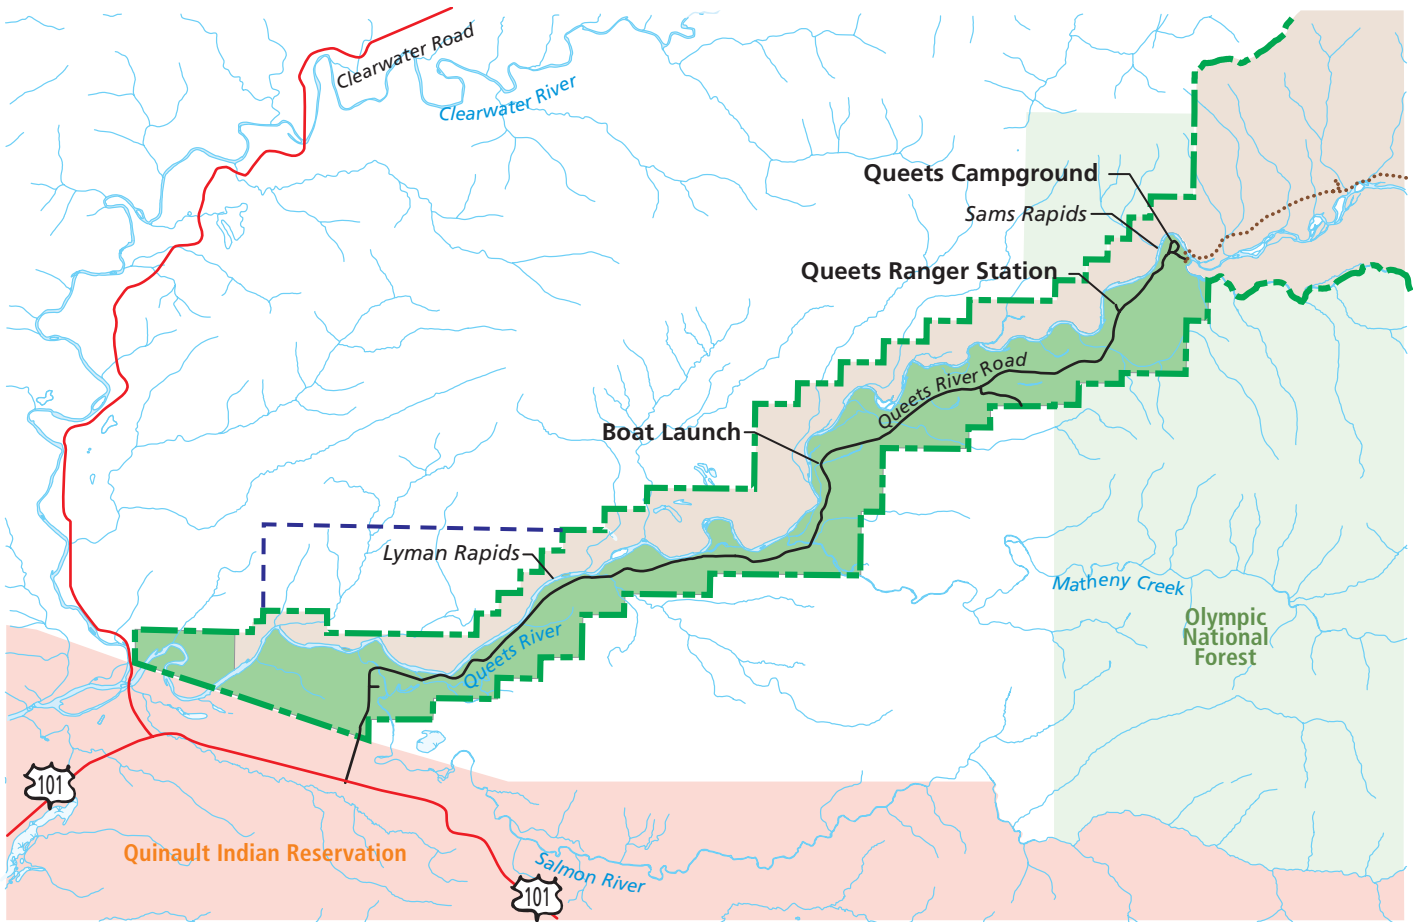 Clearwater Road
Clearwater River
Queets Campground
Sams Rapids
Queets Ranger Station
Queets River Road
Boat Launch
Lyman Rapids
Matheny Creek
Olympic
National
Forest
Queets River
101
Quinault Indian Reservation
Salmon River
101